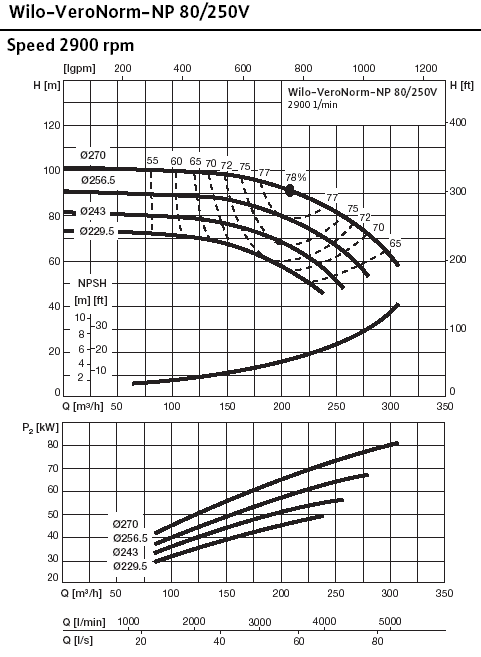 Wilo-VeroNorm-NP 80/250V
Speed 2900 rpm
[Igpm] 200 400 600 800 1000 1200
H [m] H [ft]
Wilo-VeroNorm-NP 80/250V
2900 1/min
120 400
Ø270 55 60 65 70 72 75 77 78%
100
Ø256.5 300
80 Ø243 77 75 72 70 65
Ø229.5
60 200
NPSH
[m] [ft]
40
10 30
8 100
20 6 20
4 10
2
0 0
Q [m³/h] 50 100 150 200 250 300 350
P2 [kW]
80
70
60
50
Ø270
40 Ø256.5
Ø243
30 Ø229.5
20
Q [m³/h] 50 100 150 200 250 300 350
Q [l/min] 1000 2000 3000 4000 5000
Q [l/s] 20 40 60 80